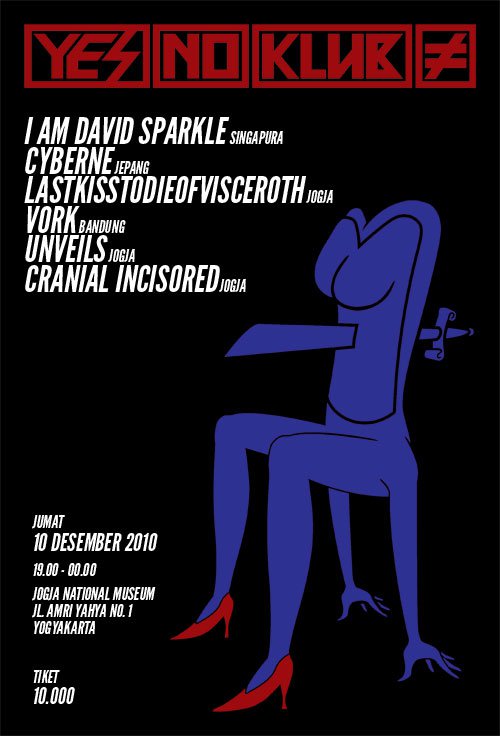 YES NO KLUB ≠
I AM DAVID SPARKLE SINGAPURA
CYBERNE JEPANG
LASTKISSTODIEOFVISCEROTH JOGJA
VORK BANDUNG
UNVEILS JOGJA
CRANIAL INCISORED JOGJA
JUMAT
10 DESEMBER 2010
19.00 - 00.00
JOGJA NATIONAL MUSEUM
JL. AMRI YAHYA NO. 1
YOGYAKARTA
TIKET
10.000